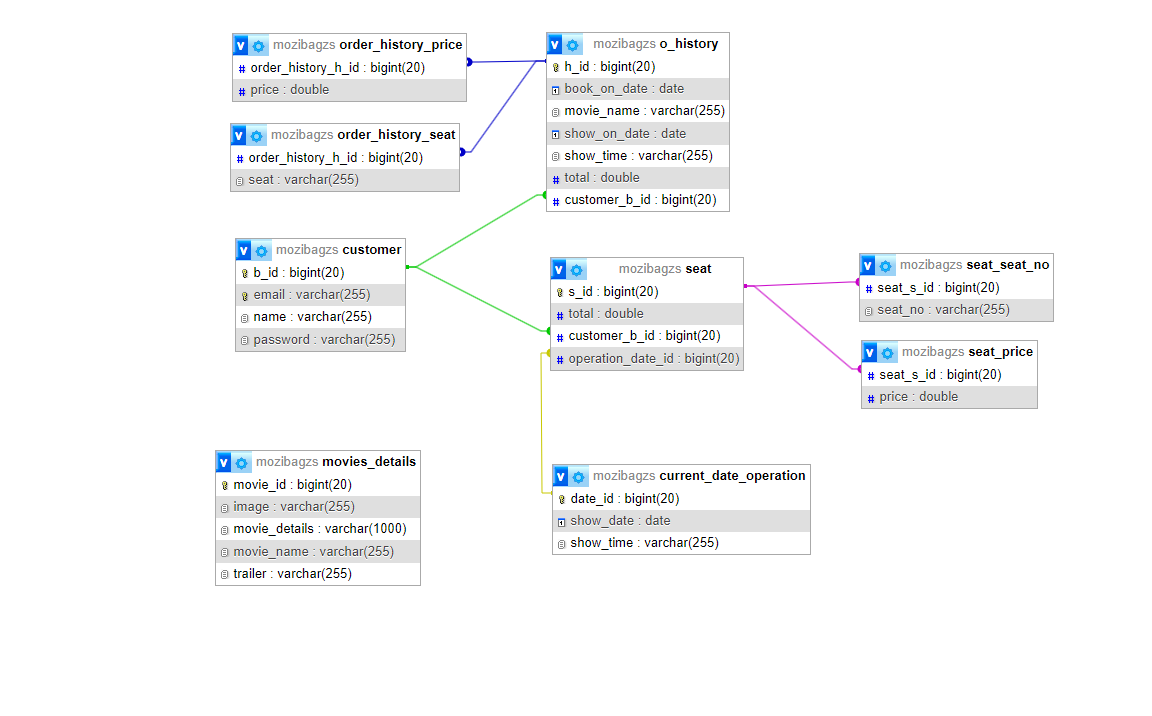 mozibagzs order_history_price
order_history_h_id : bigint(20)
price : double
mozibagzs o_history
h_id : bigint(20)
book_on_date : date
movie_name : varchar(255)
show_on_date : date
show_time : varchar(255)
total : double
customer_b_id : bigint(20)
mozibagzs order_history_seat
order_history_h_id : bigint(20)
seat : varchar(255)
mozibagzs customer
b_id : bigint(20)
email : varchar(255)
name : varchar(255)
password : varchar(255)
mozibagzs seat
s_id : bigint(20)
total : double
customer_b_id : bigint(20)
operation_date_id : bigint(20)
mozibagzs seat_seat_no
seat_s_id : bigint(20)
seat_no : varchar(255)
mozibagzs seat_price
seat_s_id : bigint(20)
price : double
mozibagzs movies_details
movie_id : bigint(20)
image : varchar(255)
movie_details : varchar(1000)
movie_name : varchar(255)
trailer : varchar(255)
mozibagzs current_date_operation
date_id : bigint(20)
show_date : date
show_time : varchar(255)